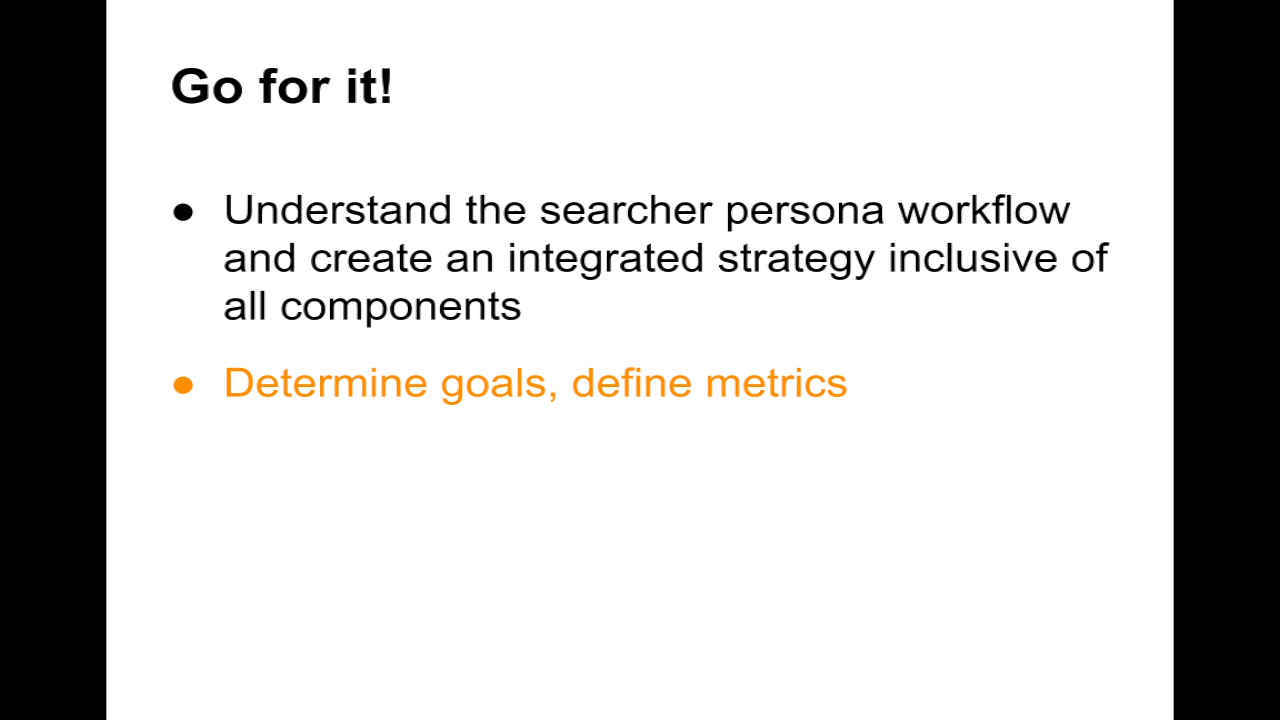 Go for it!
● Understand the searcher persona workflow
and create an integrated strategy inclusive of
all components
● Determine goals, define metrics